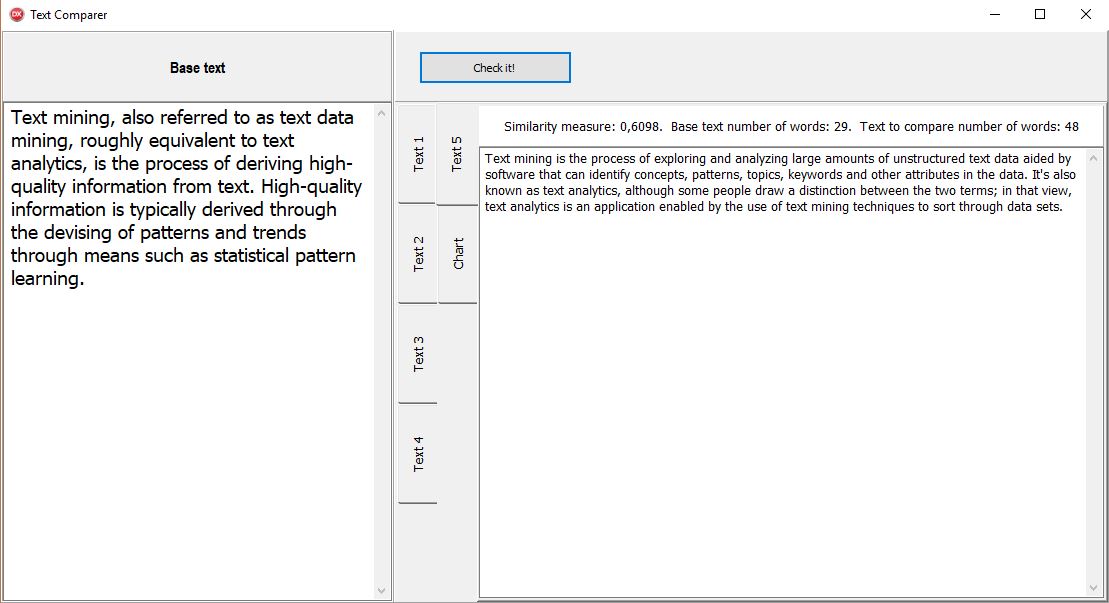 DX Text Comparer
Base text
Check it!
Text mining, also referred to as text data
mining, roughly equivalent to text
analytics, is the process of deriving high-
quality information from text. High-quality
information is typically derived through
the devising of patterns and trends
through means such as statistical pattern
learning.
Text 1
Text 2
Text 3
Text 4
Text 5
Chart
Similarity measure: 0,6098.  Base text number of words: 29.  Text to compare number of words: 48
Text mining is the process of exploring and analyzing large amounts of unstructured text data aided by
software that can identify concepts, patterns, topics, keywords and other attributes in the data. It's also
known as text analytics, although some people draw a distinction between the two terms; in that view,
text analytics is an application enabled by the use of text mining techniques to sort through data sets.